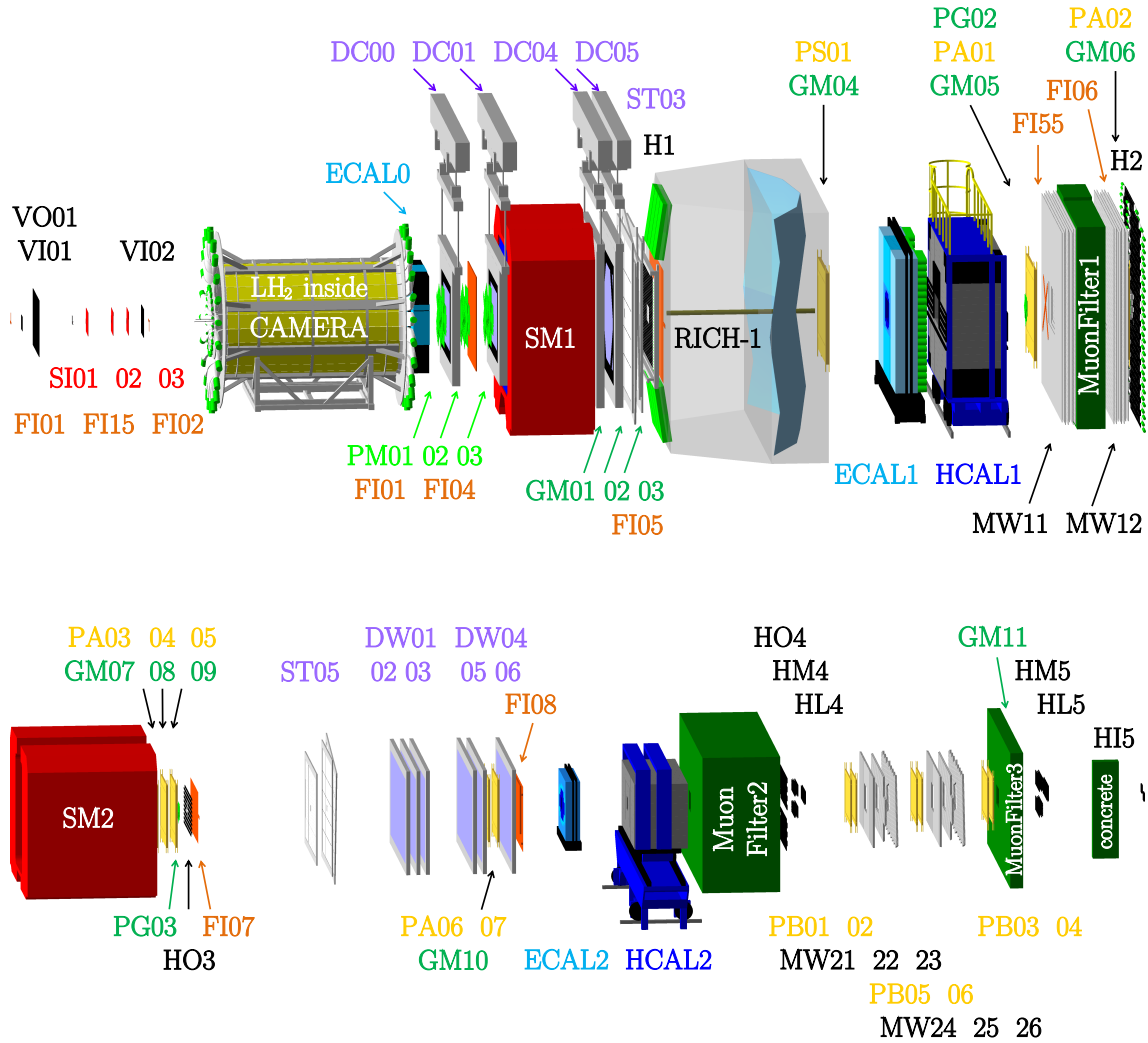 PG02
PA02
DC00 DC01 DC04 DC05
PS01
PA01
GM06
GM04
GM05
ST03
FI06
FI55
H1
H2
ECAL0
VO01
VI01
VI02
LH2 inside
CAMERA
SM1
RICH-1
MuonFilter1
SI01 02 03
FI01 FI15 FI02
PM01 02 03
FI01 FI04
GM01 02 03
FI05
ECAL1 HCAL1
MW11 MW12
PA03 04 05
GM07 08 09
ST05
DW01
02 03
DW04
05 06
FI08
HO4
HM4
HL4
GM11
HM5
HL5
HI5
SM2
Muon
Filter2
MuonFilter3
concrete
PG03 FI07
HO3
PA06 07
GM10
ECAL2 HCAL2
PB01 02
MW21 22 23
PB05 06
MW24 25 26
PB03 04